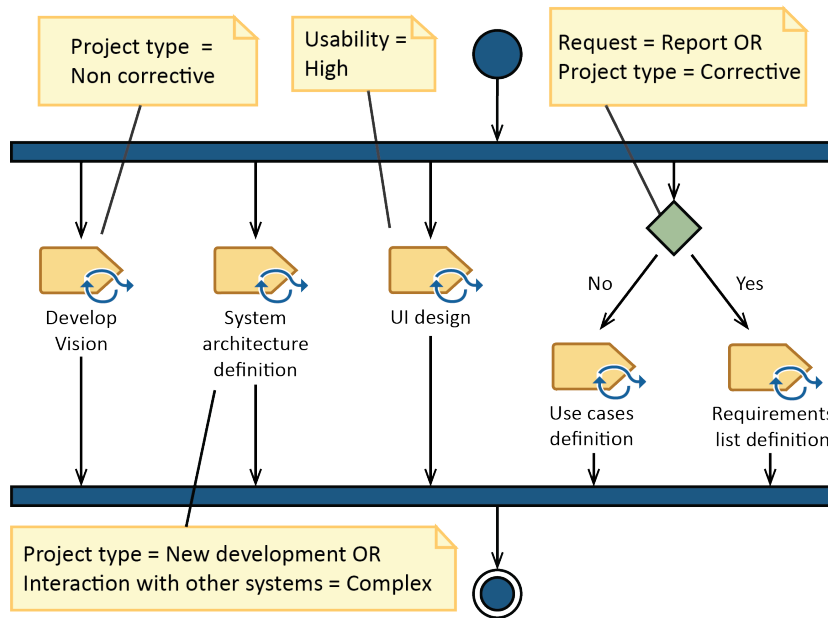 Project type =
Non corrective
Usability =
High
Request = Report OR
Project type = Corrective
No
Yes
Develop
Vision
System
architecture
definition
UI design
Use cases
definition
Requirements
list definition
Project type = New development OR
Interaction with other systems = Complex